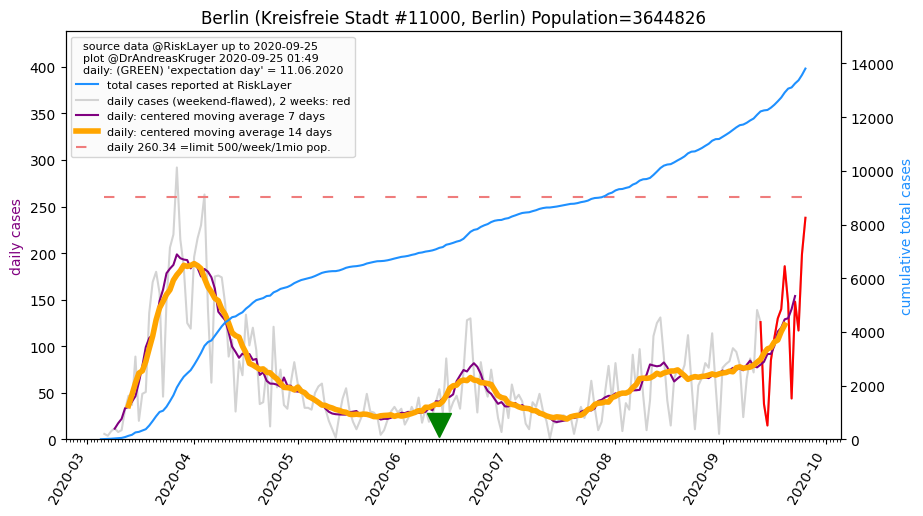 Berlin (Kreisfreie Stadt #11000, Berlin) Population=3644826
source data @RiskLayer up to 2020-09-25
plot @DrAndreasKruger 2020-09-25 01:49
daily: (GREEN) 'expectation day' = 11.06.2020
total cases reported at RiskLayer
daily cases (weekend-flawed), 2 weeks: red
daily: centered moving average 7 days
daily: centered moving average 14 days
daily 260.34 =limit 500/week/1mio pop.
daily cases
400
350
300
250
200
150
100
50
0
14000
12000
10000
8000
6000
4000
2000
0
cumulative total cases
2020-03
2020-04
2020-05
2020-06
2020-07
2020-08
2020-09
2020-10